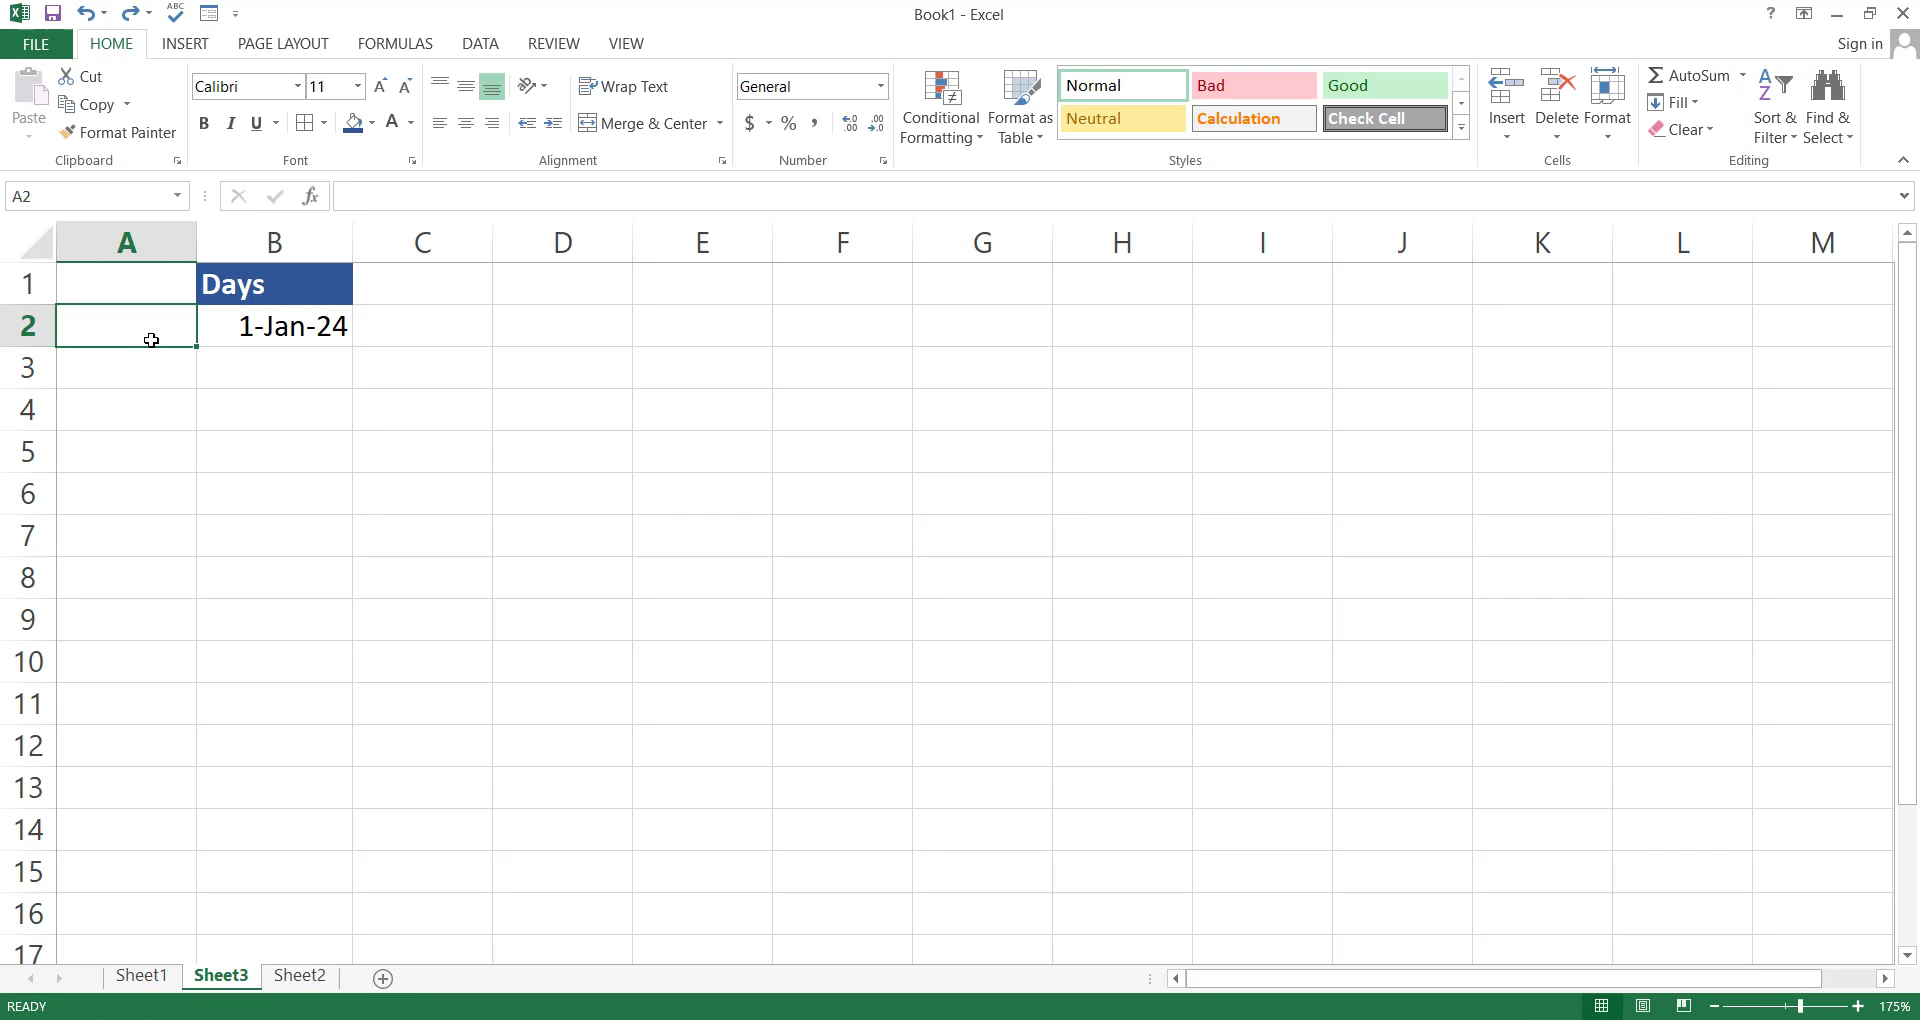 ABC
Book1 - Excel
?
FILE
HOME
INSERT
PAGE LAYOUT
FORMULAS
DATA
REVIEW
VIEW
Sign in
Paste
Cut
Copy
Format Painter
Clipboard
Calibri
11
B I U
A
Font
Wrap Text
Merge & Center
Alignment
General
$ % ,
Number
Conditional
Formatting
Format as
Table
Normal
Bad
Good
Neutral
Calculation
Check Cell
Styles
Insert
Delete
Format
Cells
AutoSum
Fill
Clear
Sort &
Filter
Find &
Select
Editing
A2
fx
A B C D E F G H I J K L M
1 Days
2 1-Jan-24
3
4
5
6
7
8
9
10
11
12
13
14
15
16
17
Sheet1
Sheet3
Sheet2
READY
175%